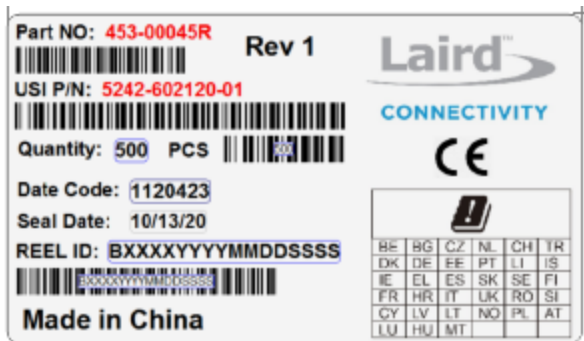 Part NO: 453-00045R
Rev 1
USI P/N: 5242-602120-01
Quantity: 500 PCS
Date Code: 1120423
Seal Date: 10/13/20
REEL ID: BXXXXYYYYMMDDSSSS
BXXXXYYYYMMDDSSSS
Made in China
Laird
CONNECTIVITY
CE
BE BG CZ NL CH TR
DK DE EE PT LI IS
IE EL ES SK SE FI
FR HR IT UK RO SI
CY LV LT NO PL AT
LU HU MT